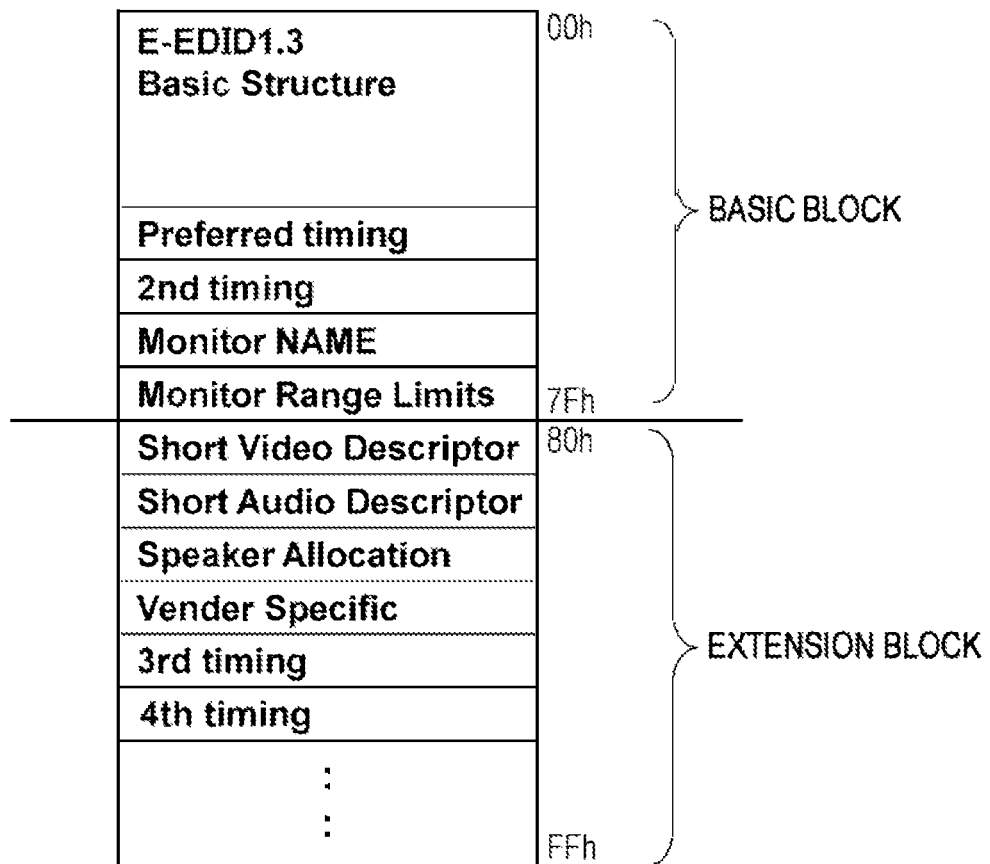 E-EDID1.3
Basic Structure
00h
BASIC BLOCK
Preferred timing
2nd timing
Monitor NAME
Monitor Range Limits
7Fh
Short Video Descriptor
80h
Short Audio Descriptor
Speaker Allocation
Vender Specific
EXTENSION BLOCK
3rd timing
4th timing
:
:
FFh